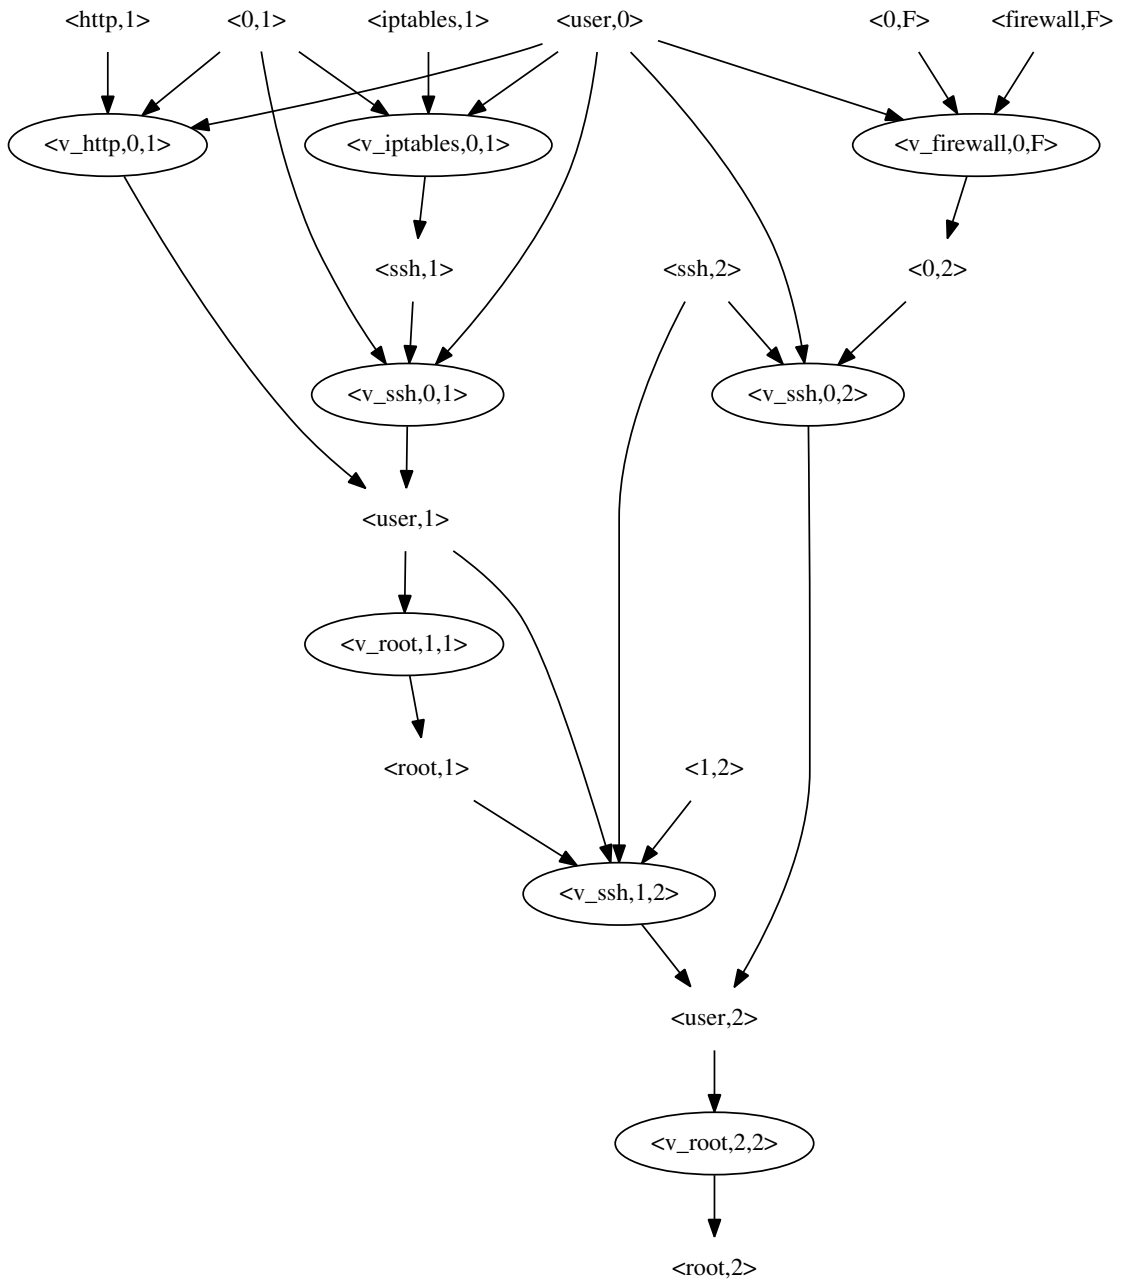 <http,1>
<0,1>
<iptables,1>
<user,0>
<0,F>
<firewall,F>
<v_http,0,1>
<v_iptables,0,1>
<v_firewall,0,F>
<ssh,1>
<ssh,2>
<0,2>
<v_ssh,0,1>
<v_ssh,0,2>
<user,1>
<v_root,1,1>
<root,1>
<1,2>
<v_ssh,1,2>
<user,2>
<v_root,2,2>
<root,2>